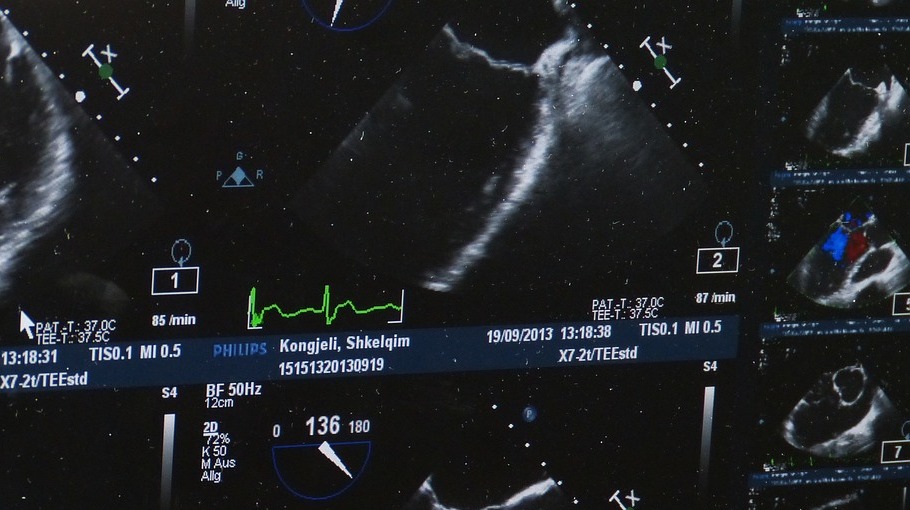 Allg
X
X
G
P R
1
2
85 /min
87 /min
PAT.-T.: 37.0C
TEE-T.: 37.5C
PAT.-T.: 37.0C
TEE-T.: 37.5C
13:18:31 TIS0.1 MI 0.5
X7-2t/TEEstd
PHILIPS Kongjeli, Shkelqim
15151320130919
19/09/2013 13:18:38 TIS0.1 MI 0.5
X7-2t/TEEstd
S4
S4
BF 50Hz
12cm
2D
72%
K 50
M Aus
Allg
0 136 180
P
X
5
7